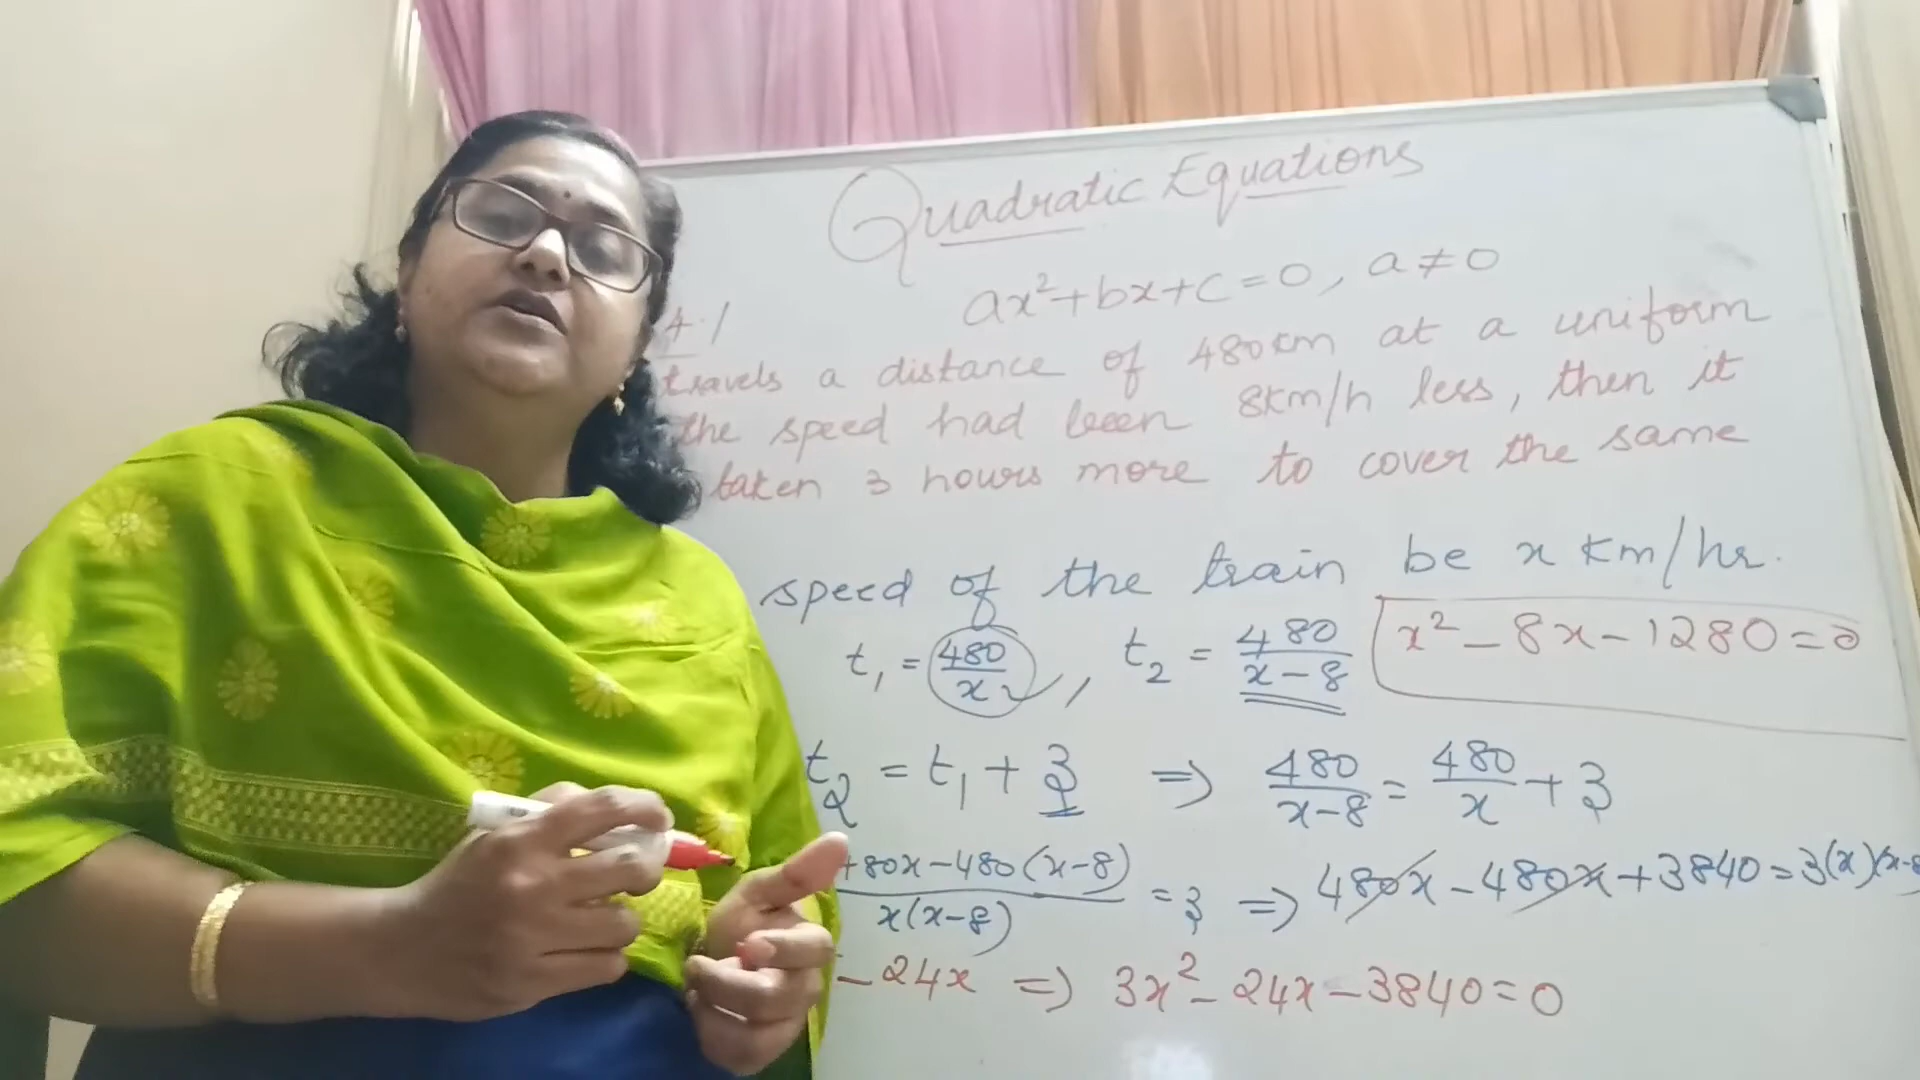 Quadratic Equations
ax²+bx+c=0, a≠0
4.1
travels a distance of 480km at a uniform
the speed had been 8km/h less, then it
taken 3 hours more to cover the same
speed of the train be x km/hr.
t₁ = 480/x, t₂ = 480/x-8
x² - 8x - 1280 = 0
t₂ = t₁ + 3 ⇒ 480/x-8 = 480/x + 3
480x-480(x-8)/x(x-8) = 3 ⇒ 480x - 480x + 3840 = 3(x)(x-8
- 24x ⇒ 3x² - 24x - 3840 = 0